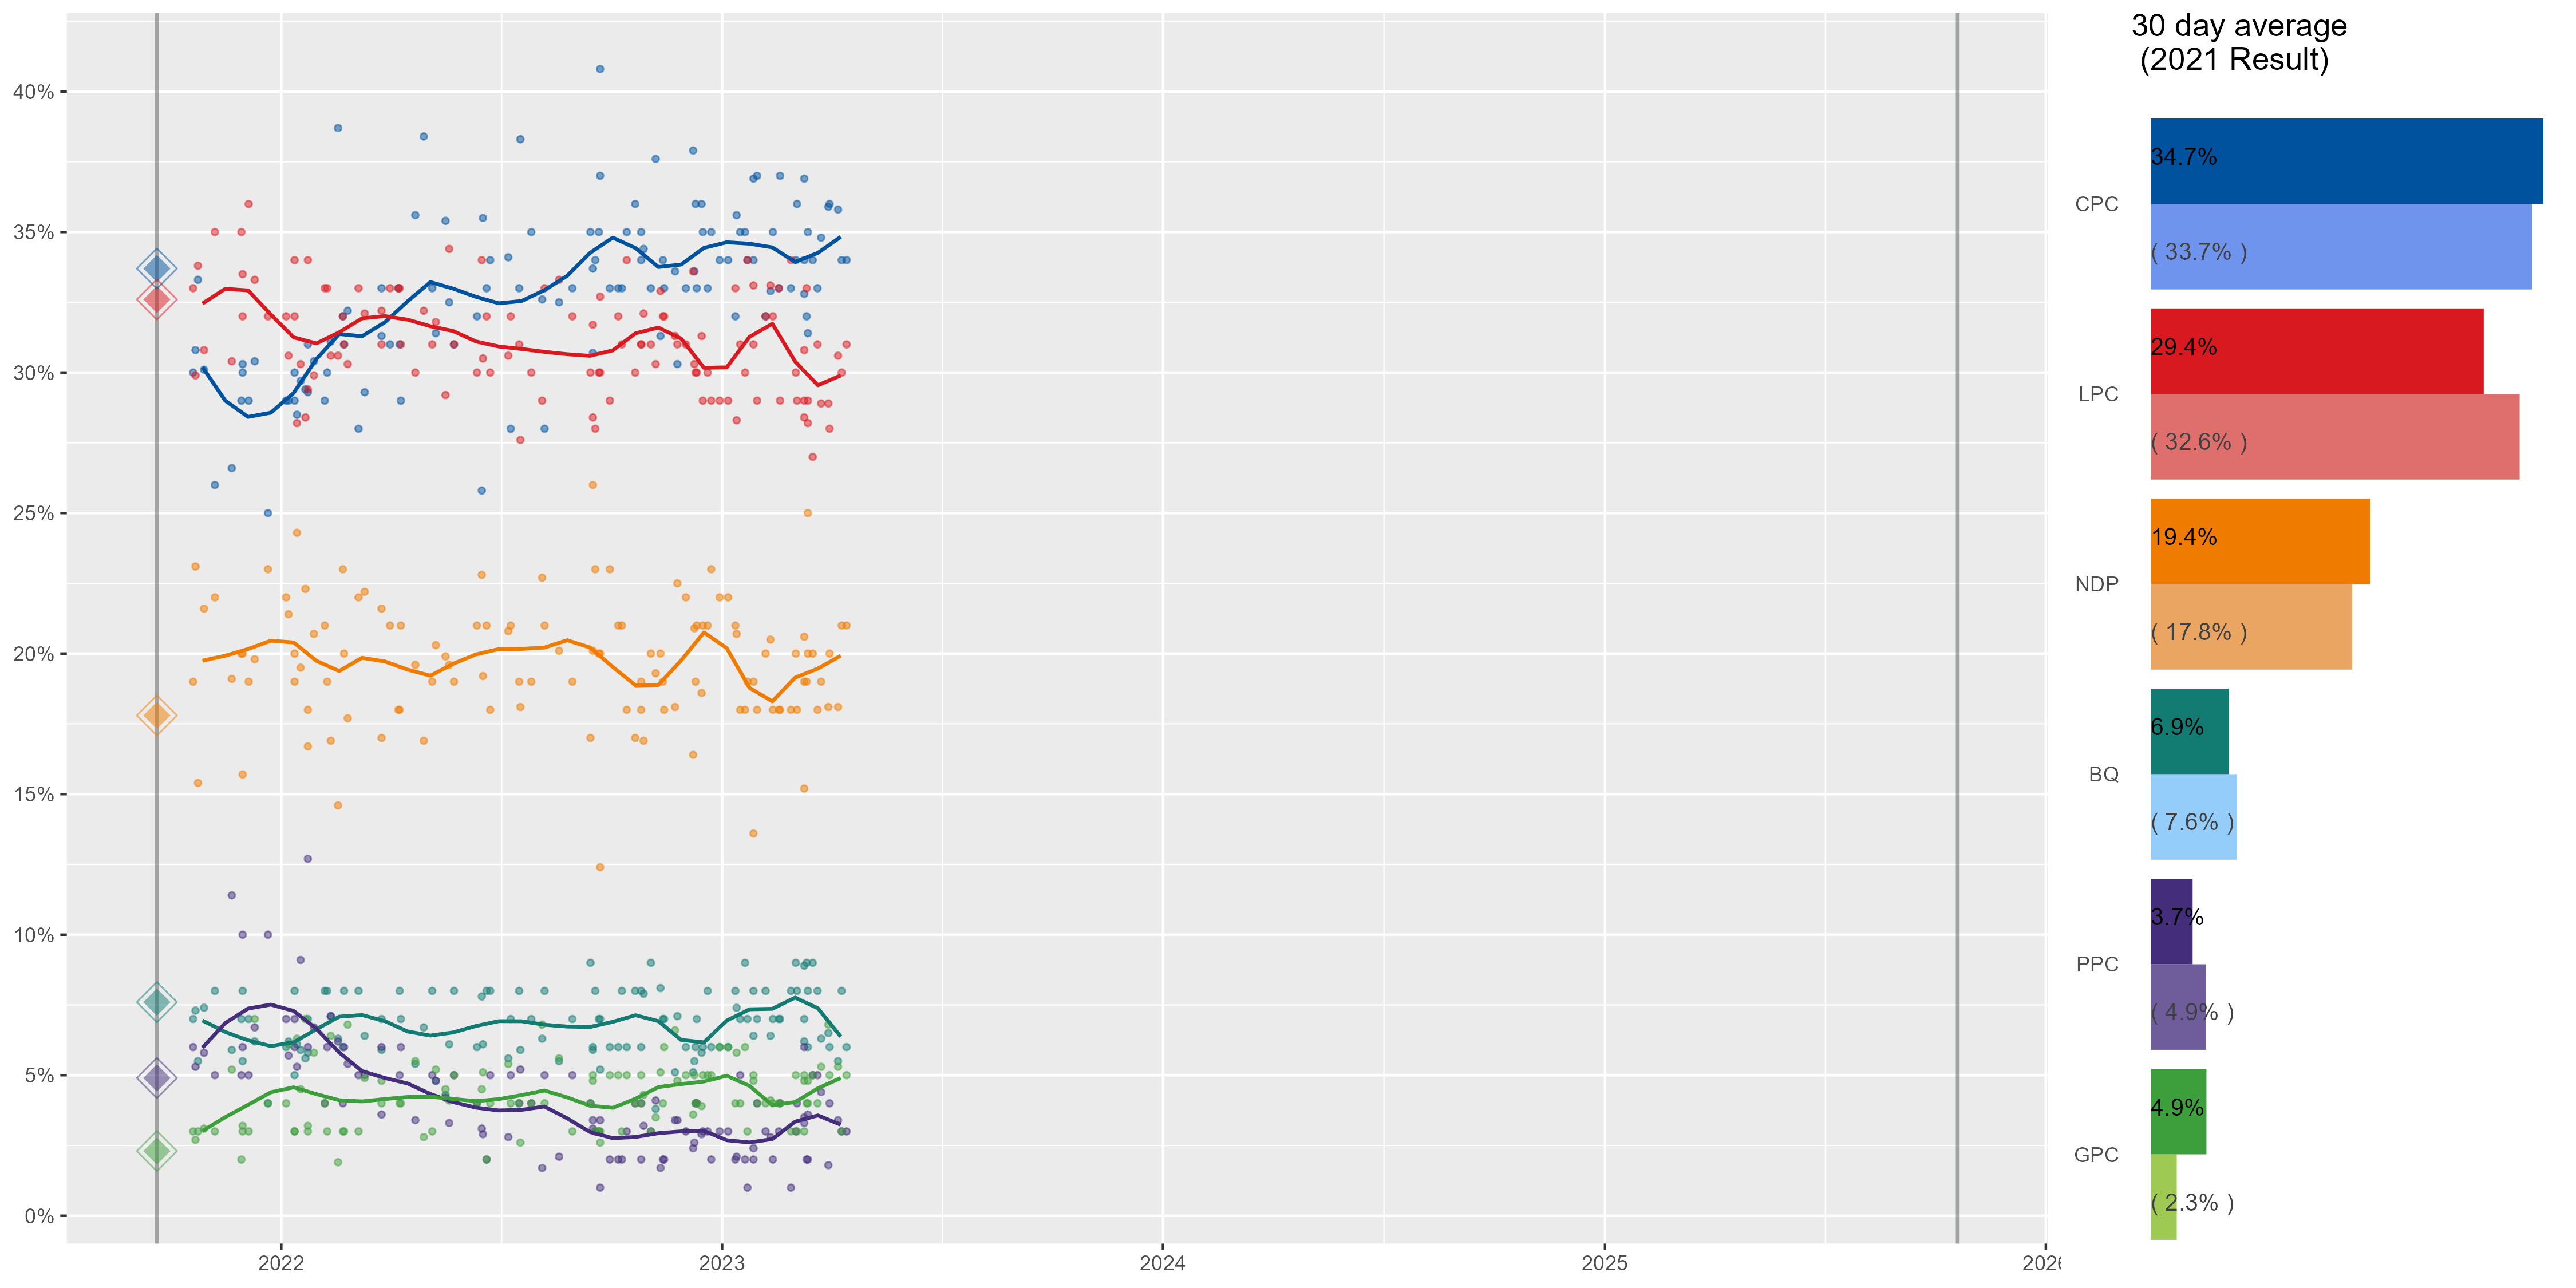 40%
35%
30%
25%
20%
15%
10%
5%
0%
2022
2023
2024
2025
202
30 day average
(2021 Result)
CPC
34.7%
( 33.7% )
LPC
29.4%
( 32.6% )
NDP
19.4%
( 17.8% )
BQ
6.9%
( 7.6% )
PPC
3.7%
( 4.9% )
GPC
4.9%
( 2.3% )